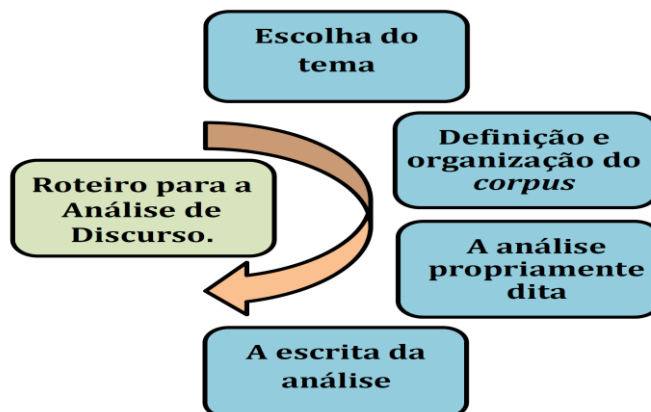 Escolha do
tema
Definição e
organização do
corpus
Roteiro para a
Análise de
Discurso.
A análise
propriamente
dita
A escrita da
análise